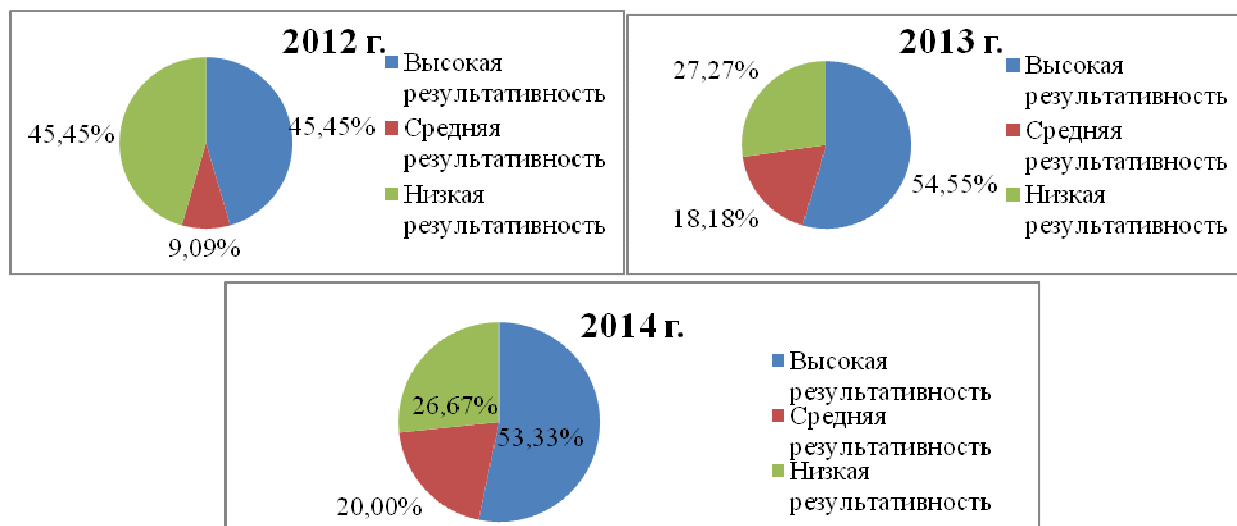 2012 г.
Высокая
результативность
Средняя
результативность
Низкая
результативность
45,45%
45,45%
9,09%
2013 г.
Высокая
результативность
Средняя
результативность
Низкая
результативность
27,27%
54,55%
18,18%
2014 г.
Высокая
результативность
Средняя
результативность
Низкая
результативность
26,67%
53,33%
20,00%